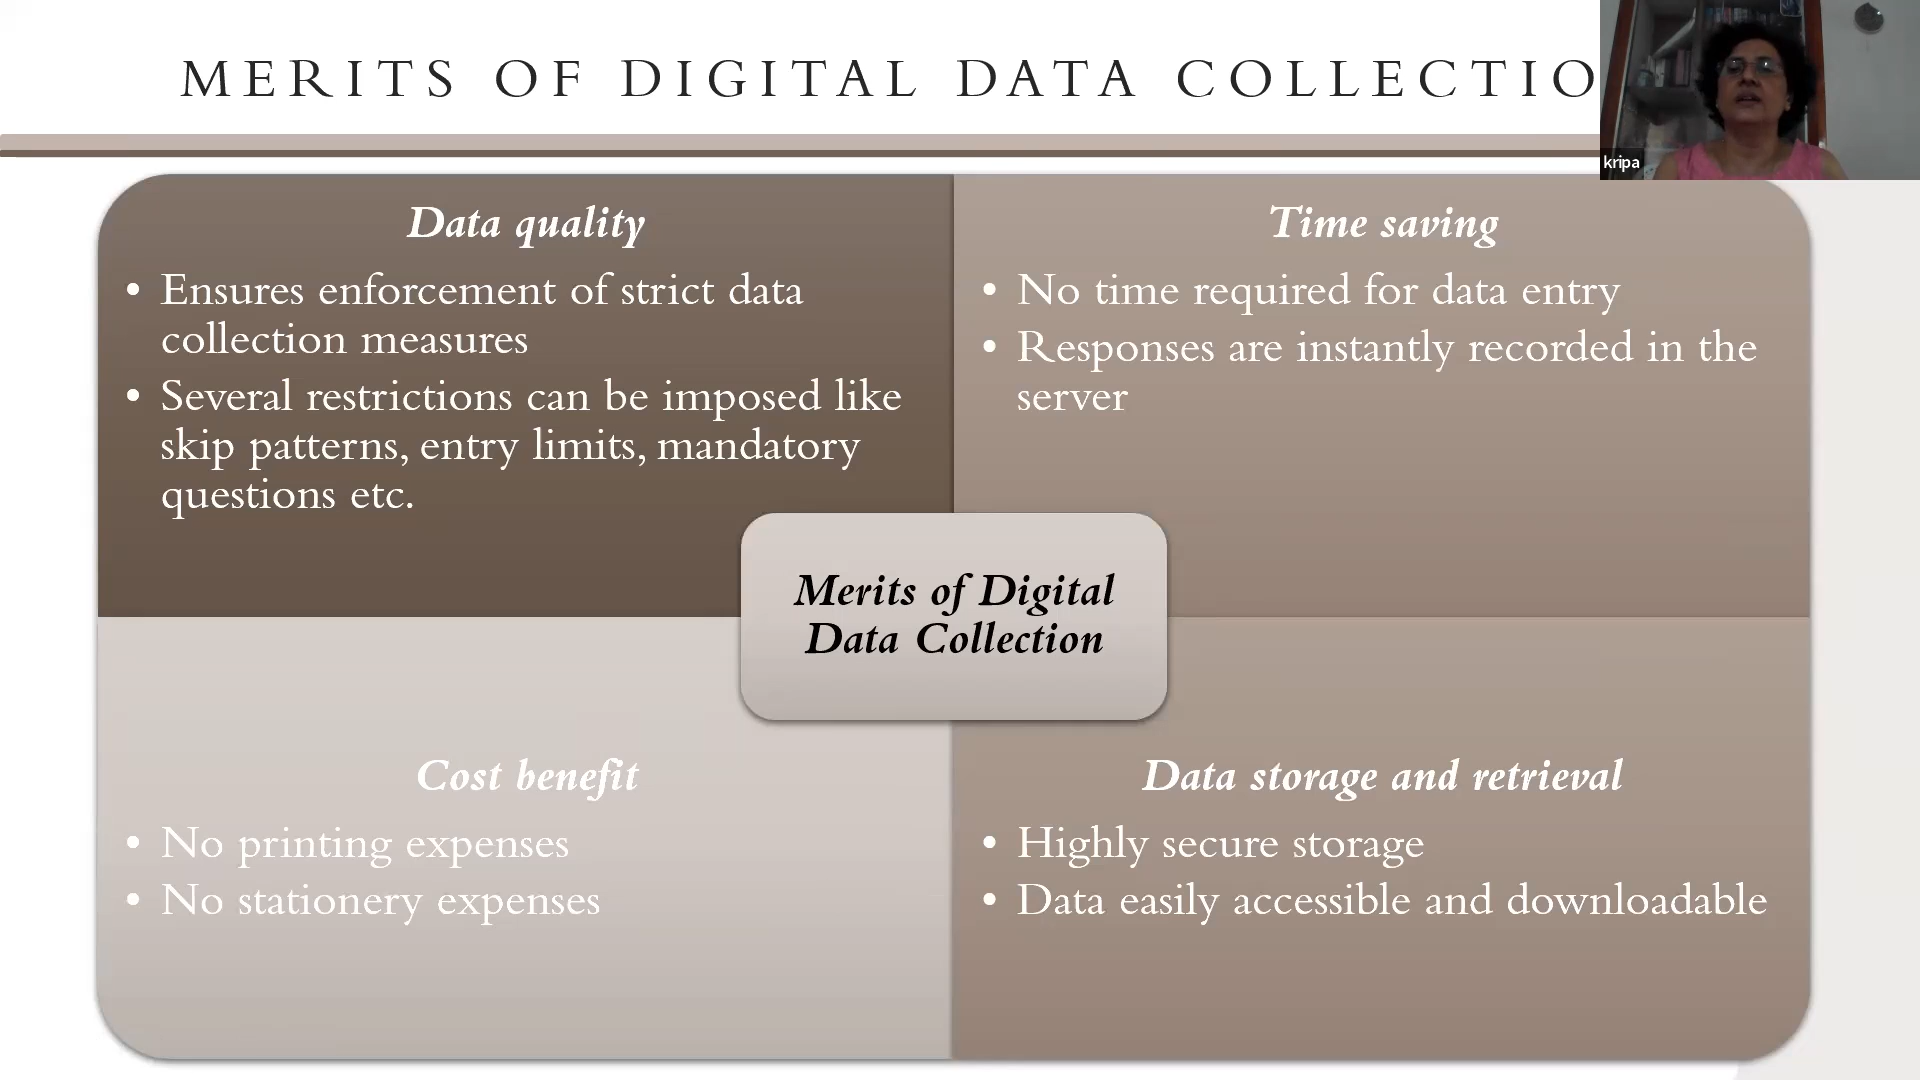 MERITS OF DIGITAL DATA COLLECTIO
kripa
Data quality
• Ensures enforcement of strict data
collection measures
• Several restrictions can be imposed like
skip patterns, entry limits, mandatory
questions etc.
Time saving
• No time required for data entry
• Responses are instantly recorded in the
server
Merits of Digital
Data Collection
Cost benefit
• No printing expenses
• No stationery expenses
Data storage and retrieval
• Highly secure storage
• Data easily accessible and downloadable